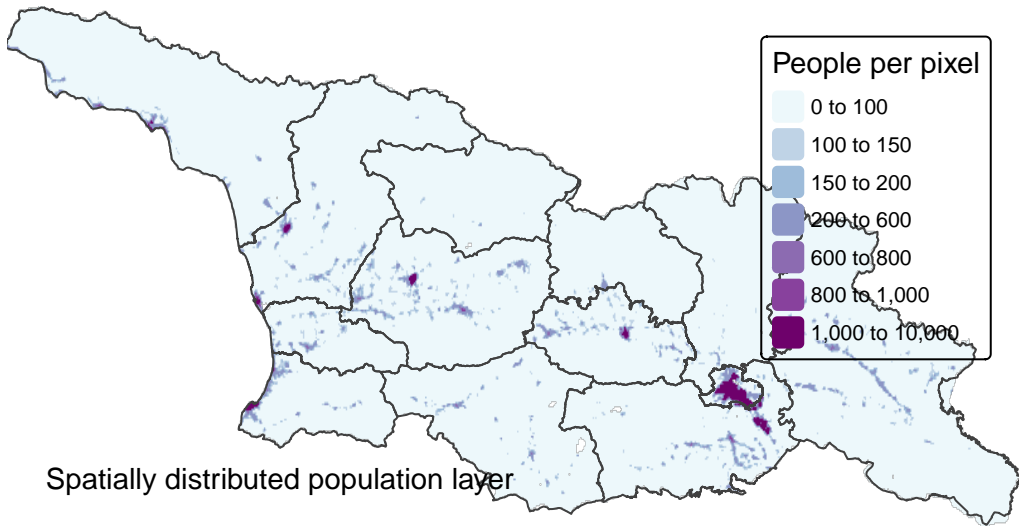 People per pixel
0 to 100
100 to 150
150 to 200
200 to 600
600 to 800
800 to 1,000
1,000 to 10,000
Spatially distributed population layer